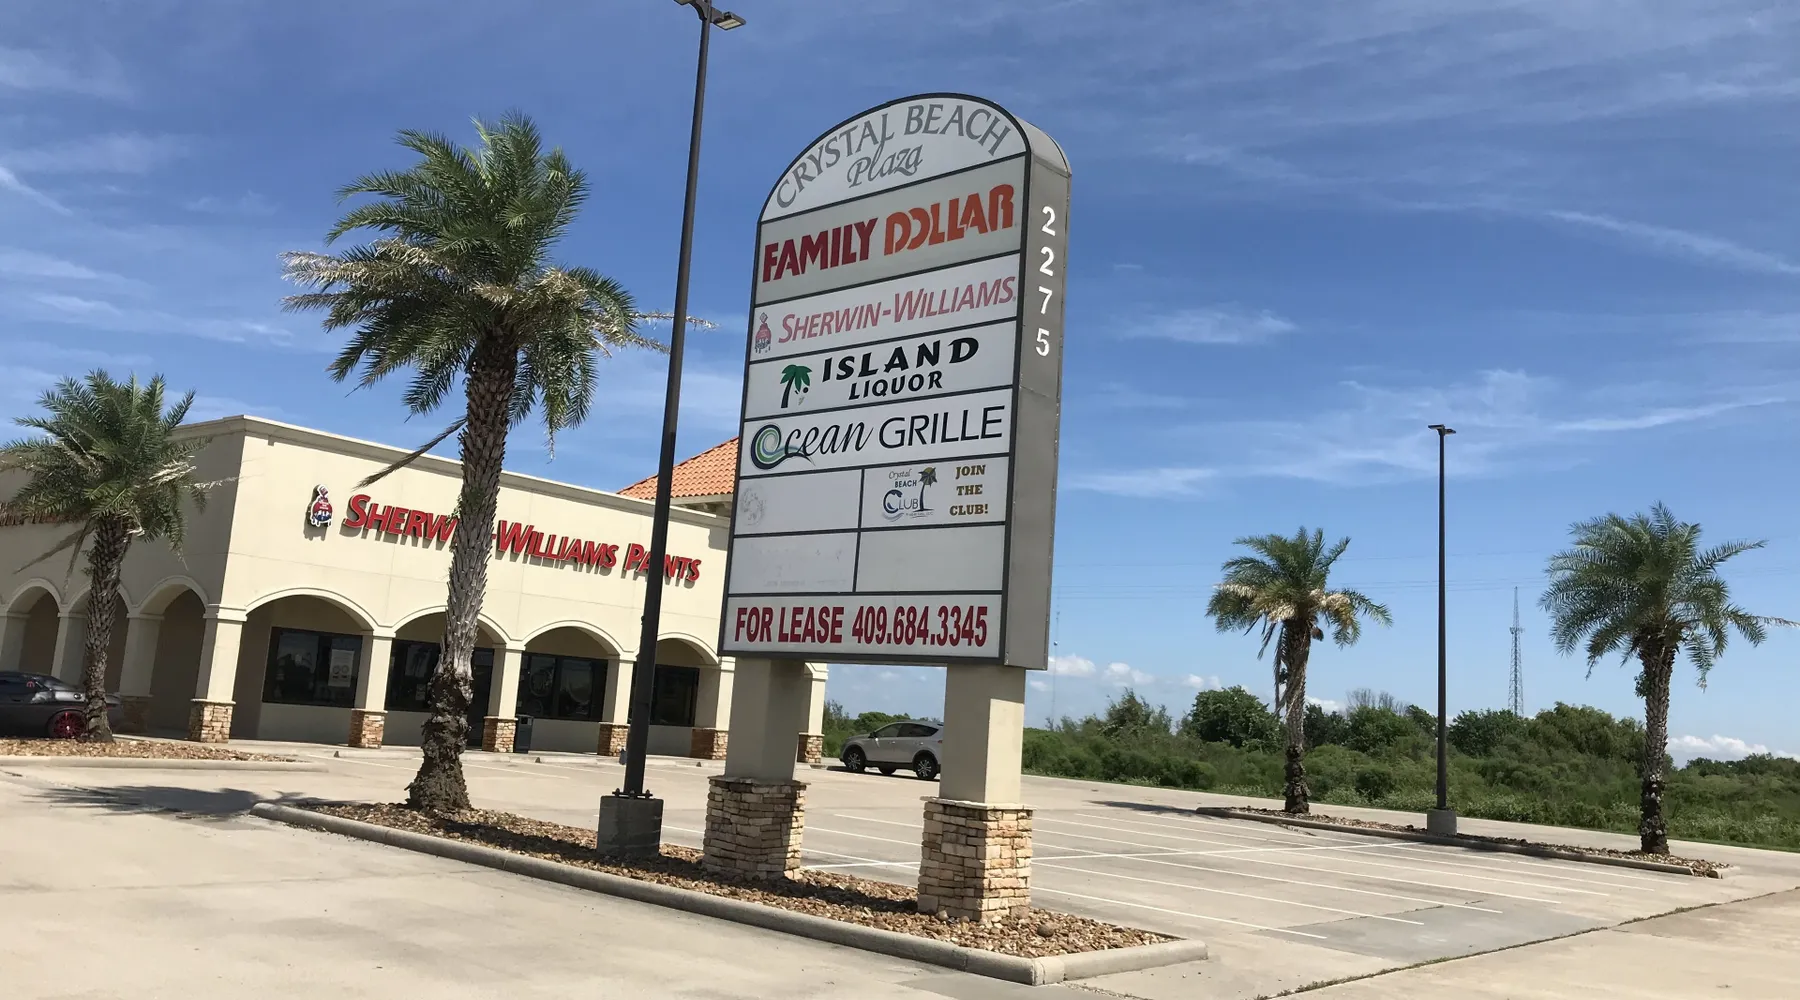 CRYSTAL BEACH
Plaza
FAMILY DOLLAR
SHERWIN-WILLIAMS
ISLAND
LIQUOR
Ocean GRILLE
Crystal
BEACH
CLUB
JOIN
THE
CLUB!
FOR LEASE 409.684.3345
2275
SHERWIN-WILLIAMS PAINTS